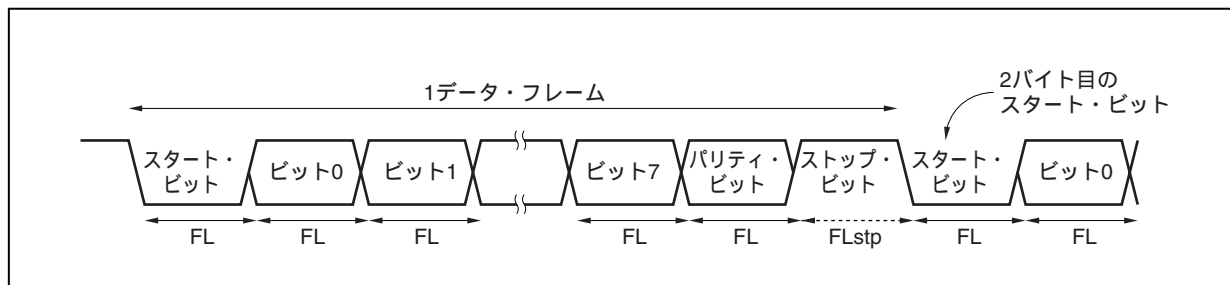 1データ・フレーム
2バイト目の
スタート・ビット
スタート・
ビット
ビット0
ビット1
ビット7
パリティ・
ビット
ストップ・
ビット
スタート・
ビット
ビット0
FL
FL
FL
FL
FL
FLstp
FL
FL